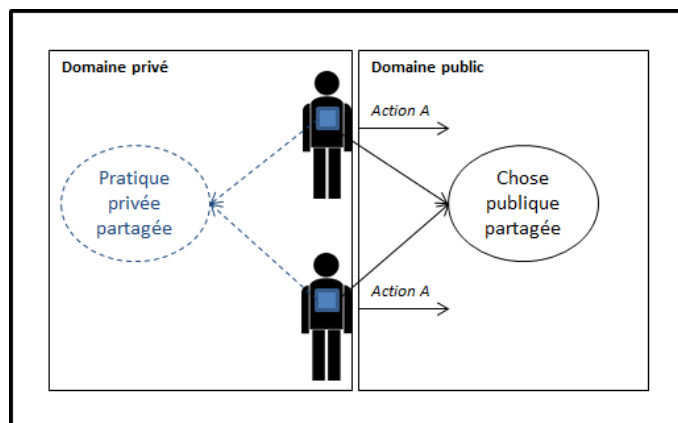 Domaine privé
Domaine public
Action A
Pratique
privée
partagée
Chose
publique
partagée
Action A